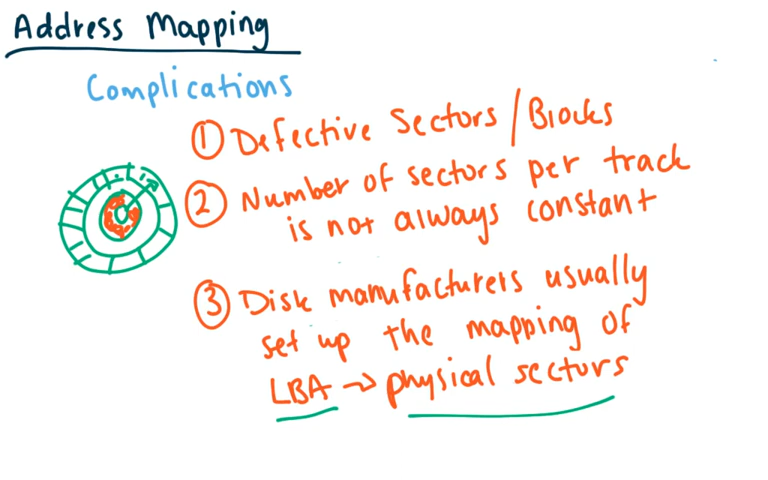 Address Mapping
Complications
① Defective Sectors / Blocks
② Number of sectors per track
is not always constant
③ Disk manufacturers usually
set up the mapping of
LBA → physical sectors